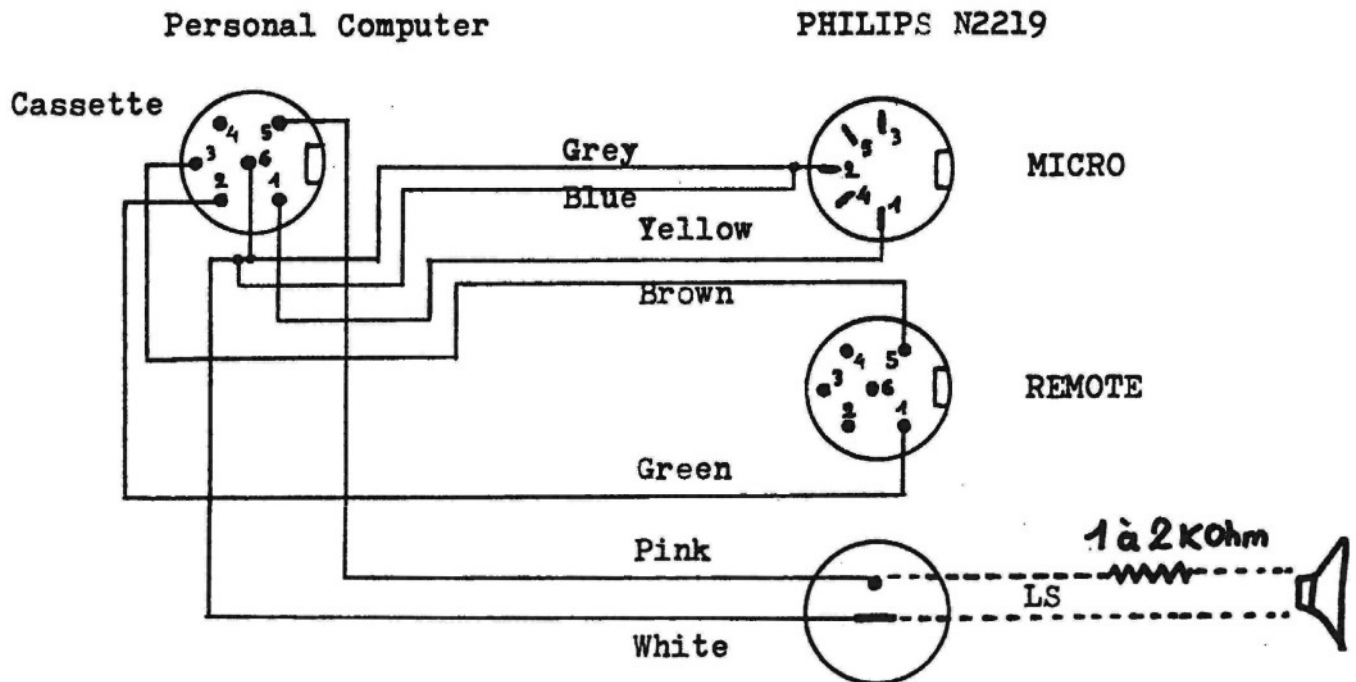 Personal Computer PHILIPS N2219
Cassette
4 5
3 6
2 1
Grey
Blue
Yellow
Brown
3
5
2
4 1
MICRO
4 5
3 6
2 1
REMOTE
Green
Pink
1 à 2 KOhm
LS
White